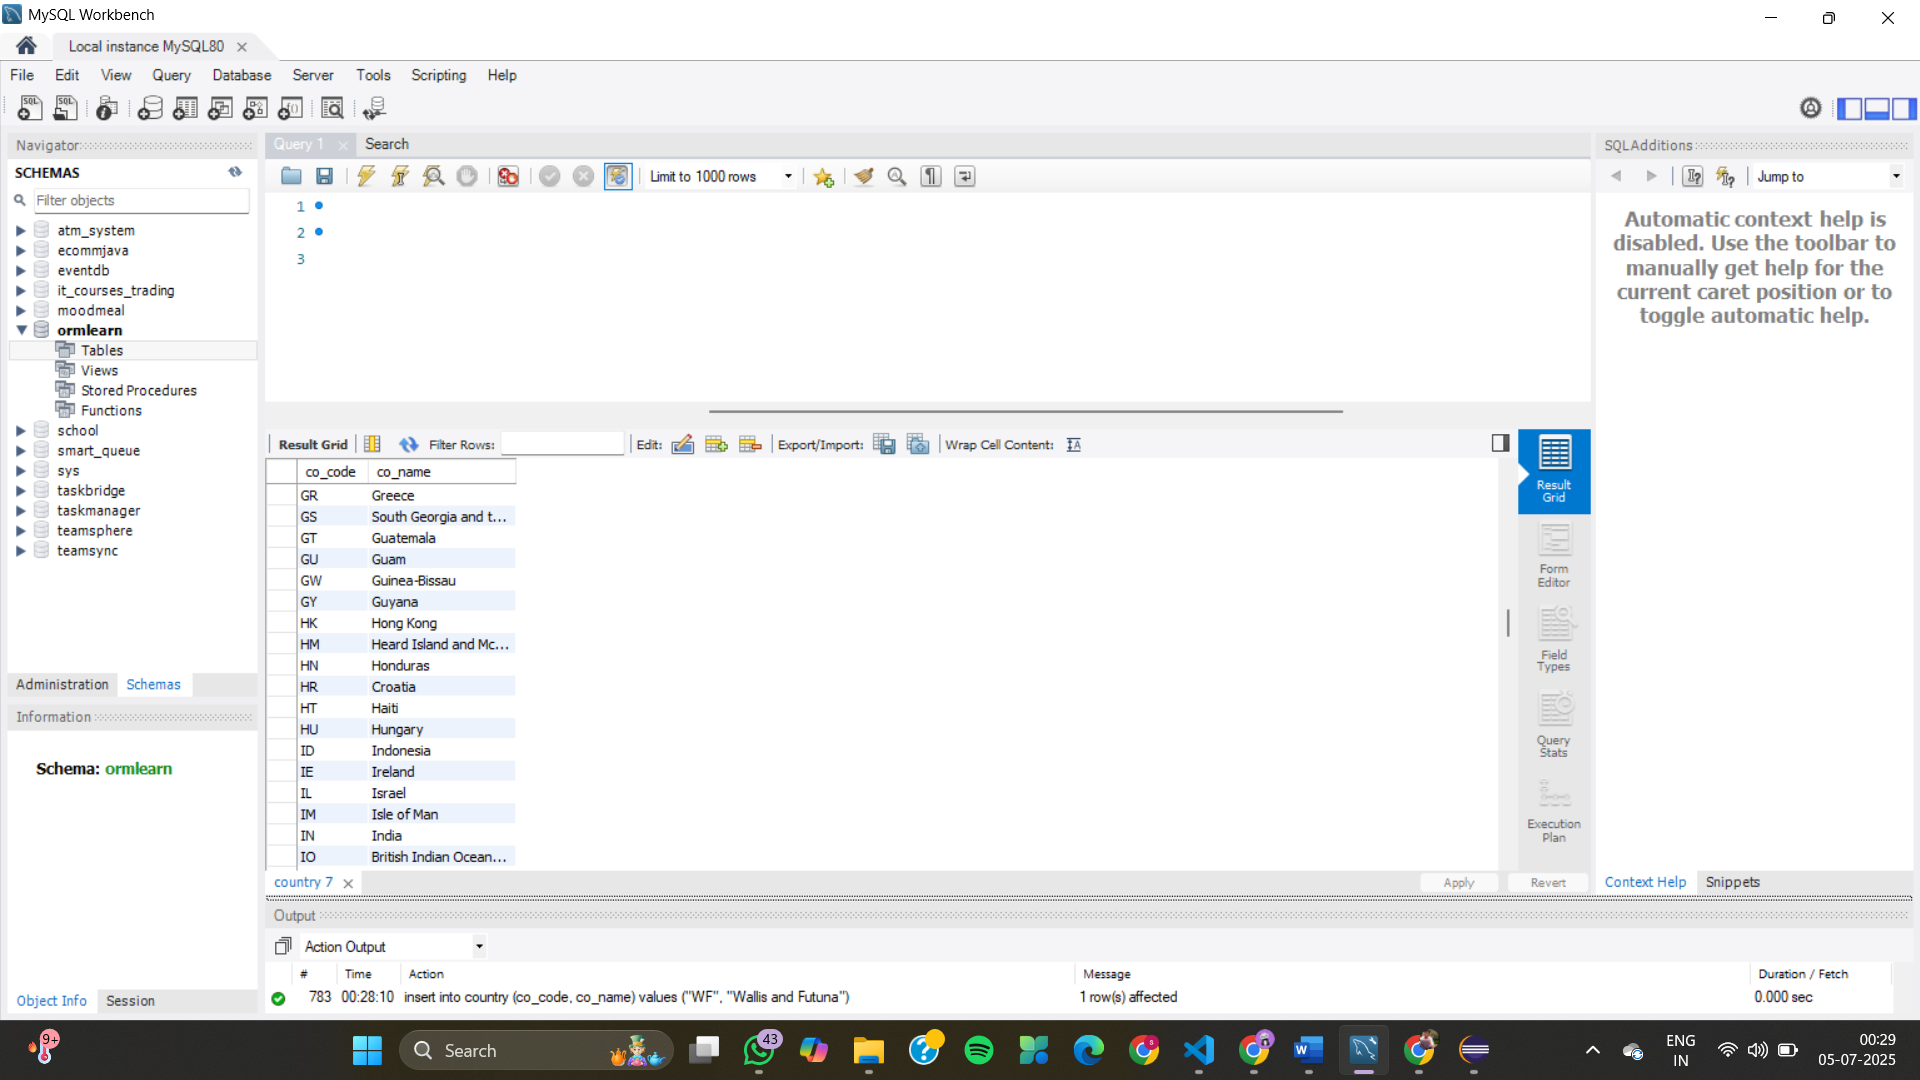 MySQL Workbench
Local instance MySQL80
File Edit View Query Database Server Tools Scripting Help
Navigator
SCHEMAS
Filter objects
atm_system
ecommjava
eventdb
it_courses_trading
moodmeal
ormlearn
Tables
Views
Stored Procedures
Functions
school
smart_queue
sys
taskbridge
taskmanager
teamsphere
teamsync
Administration Schemas
Information
Schema: ormlearn
Object Info Session
Query 1 Search
Limit to 1000 rows
1
2
3
Result Grid Filter Rows: Edit: Export/Import: Wrap Cell Content:
co_code co_name
GR Greece
GS South Georgia and t...
GT Guatemala
GU Guam
GW Guinea-Bissau
GY Guyana
HK Hong Kong
HM Heard Island and Mc...
HN Honduras
HR Croatia
HT Haiti
HU Hungary
ID Indonesia
IE Ireland
IL Israel
IM Isle of Man
IN India
IO British Indian Ocean...
Result
Grid
Form
Editor
Field
Types
Query
Stats
Execution
Plan
country 7 Apply Revert
SQLAdditions
Jump to
Automatic context help is
disabled. Use the toolbar to
manually get help for the
current caret position or to
toggle automatic help.
Context Help Snippets
Output
Action Output
# Time Action Message Duration / Fetch
783 00:28:10 insert into country (co_code, co_name) values ("WF", "Wallis and Futuna") 1 row(s) affected 0.000 sec
9+
Search
43
ENG
IN
00:29
05-07-2025